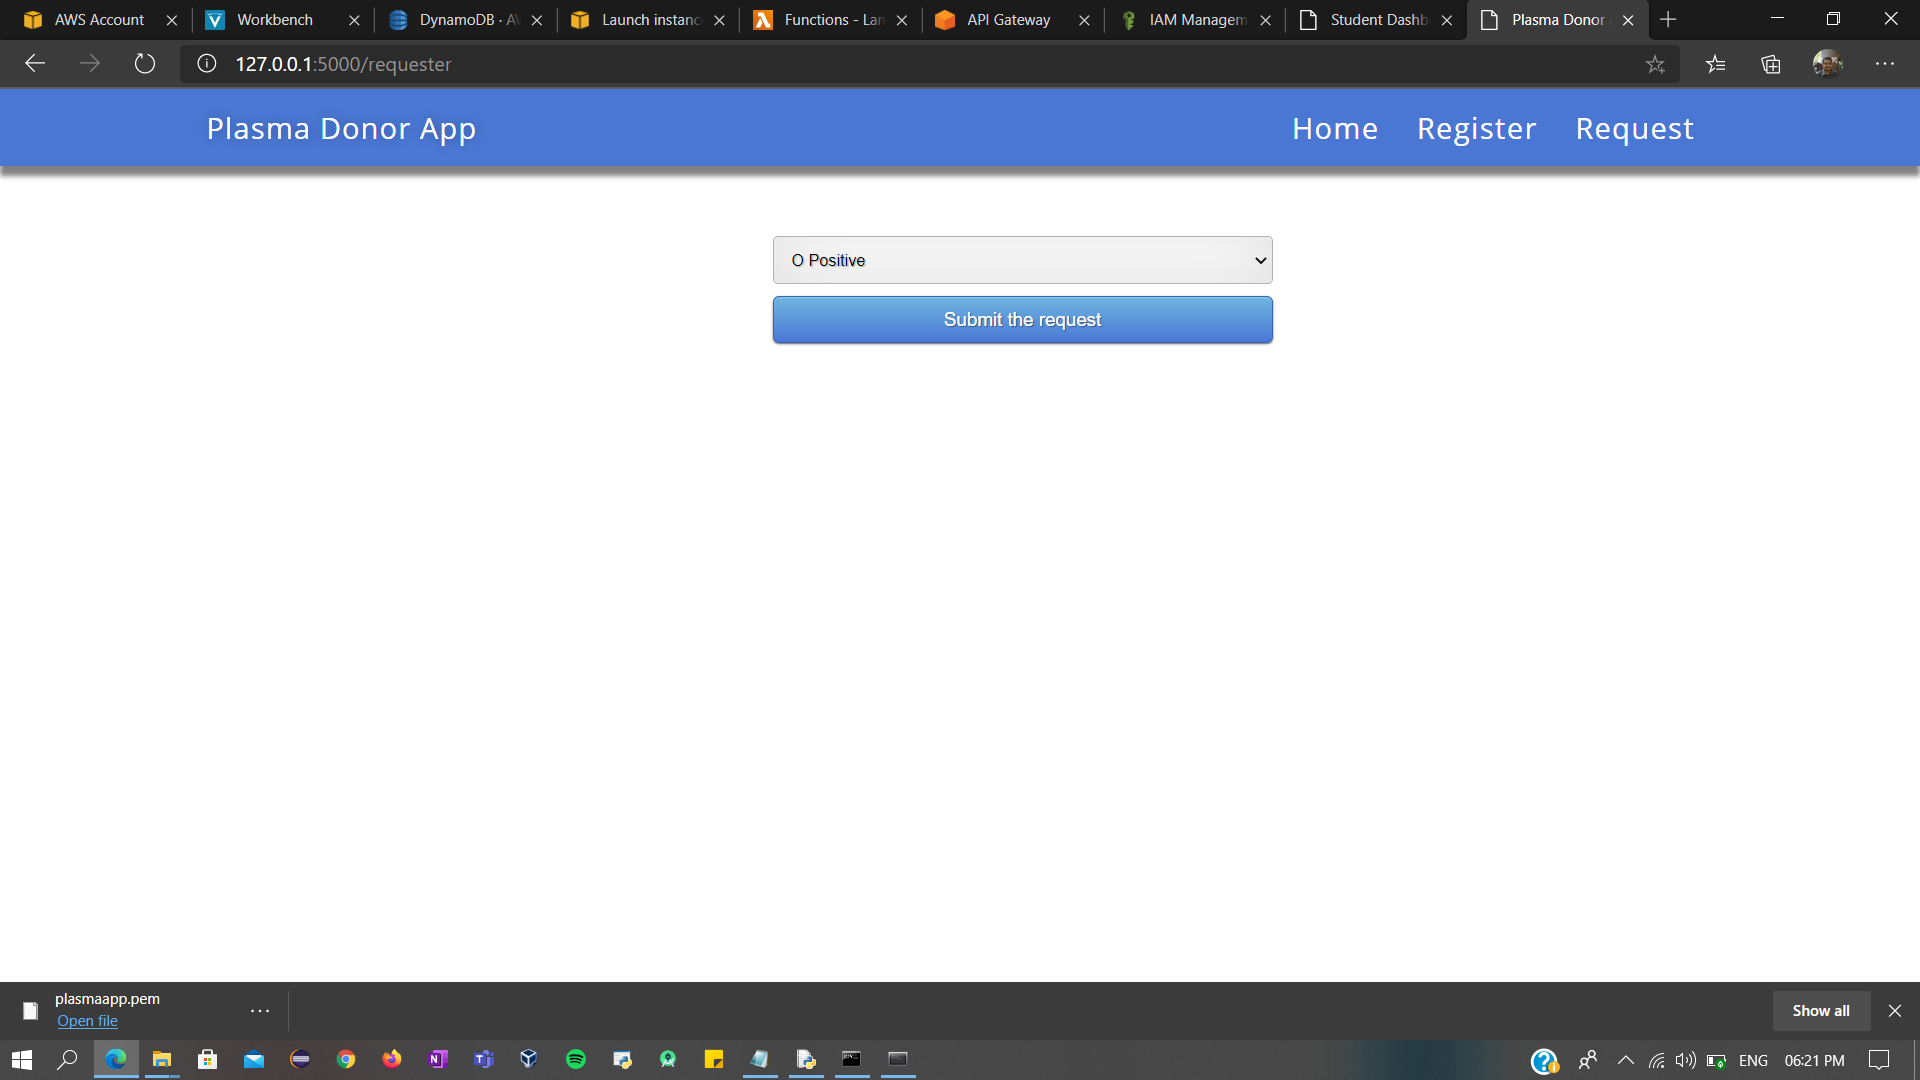 AWS Account
Workbench
DynamoDB · A
Launch instanc
Functions - Lan
API Gateway
IAM Managem
Student Dashb
Plasma Donor
127.0.0.1:5000/requester
Plasma Donor App
Home
Register
Request
O Positive
Submit the request
plasmaapp.pem
Open file
Show all
ENG
06:21 PM